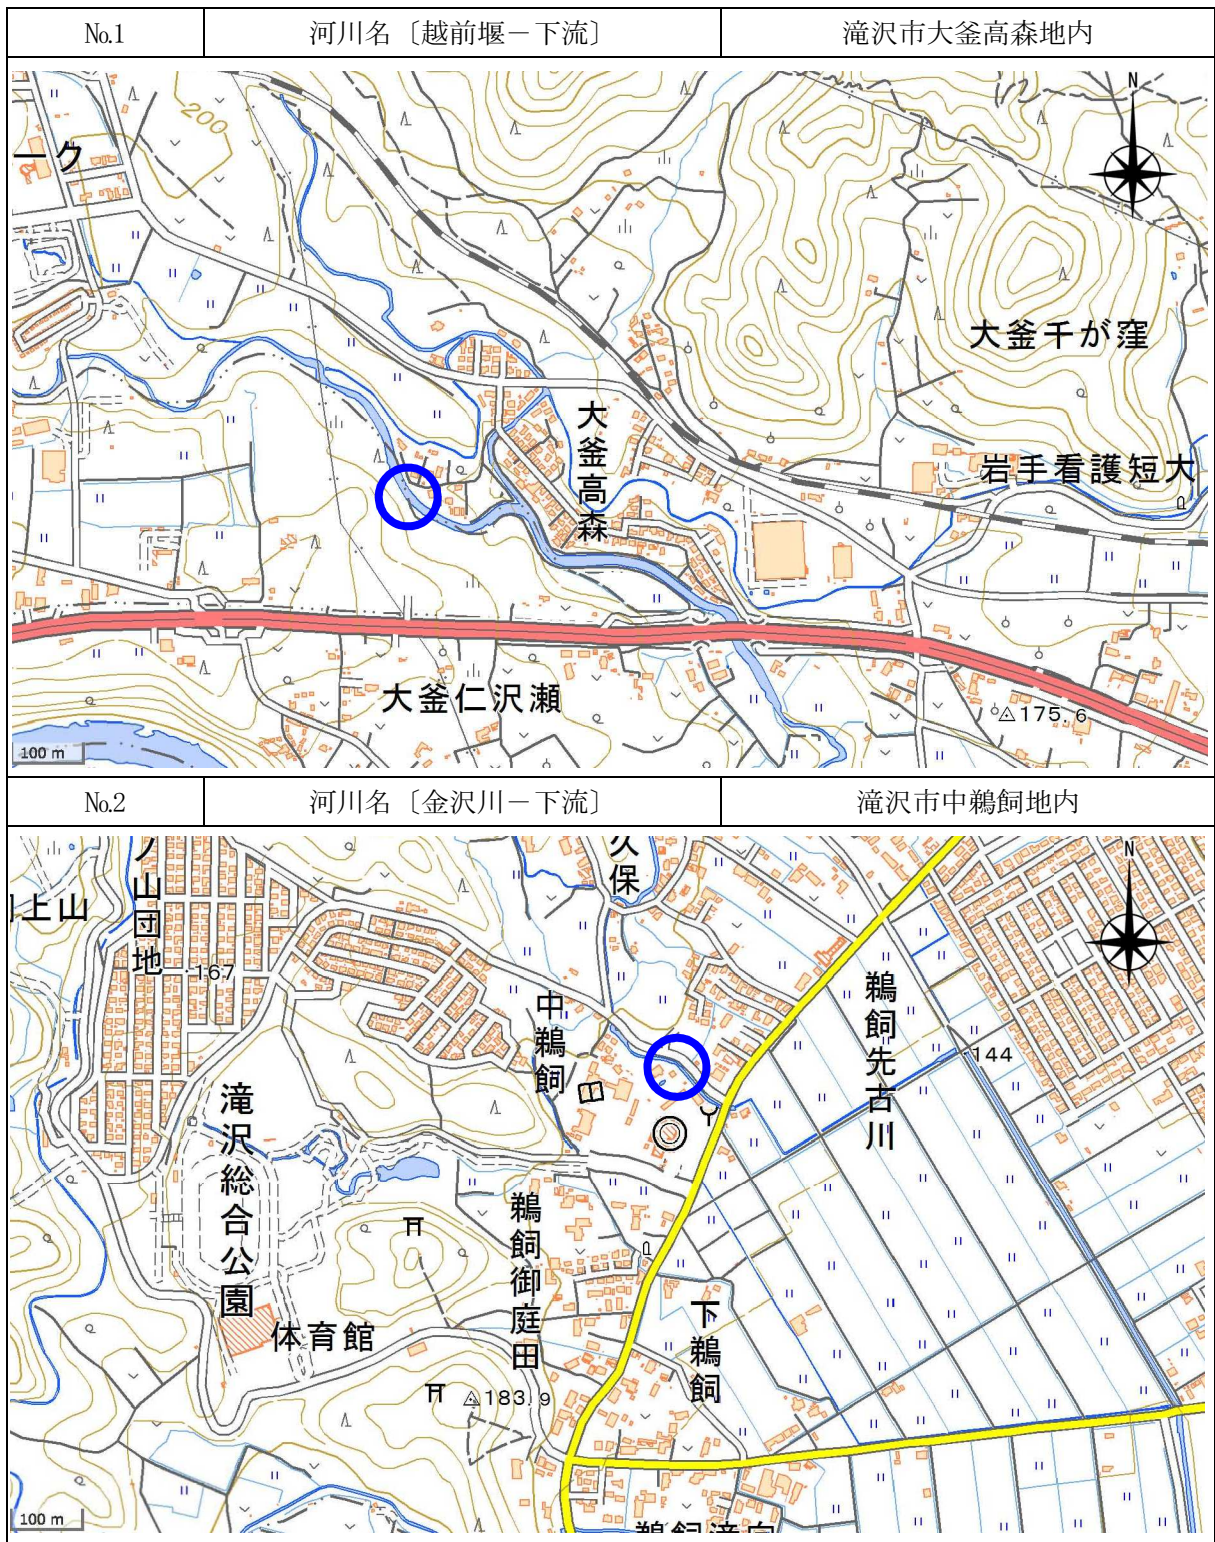 №1 河川名〔越前堰－下流〕 滝沢市大釜高森地内
N
200
ーク
大釜千が窪
大釜高森
岩手看護短大
大釜仁沢瀬
175.6
100 m
№2 河川名〔金沢川－下流〕 滝沢市中鵜飼地内
N
久保
ノ山団地
上山
167
中鵜飼
鵜飼先古川
144
滝沢総合公園
鵜飼御庭田
体育館
下鵜飼
183.9
100 m